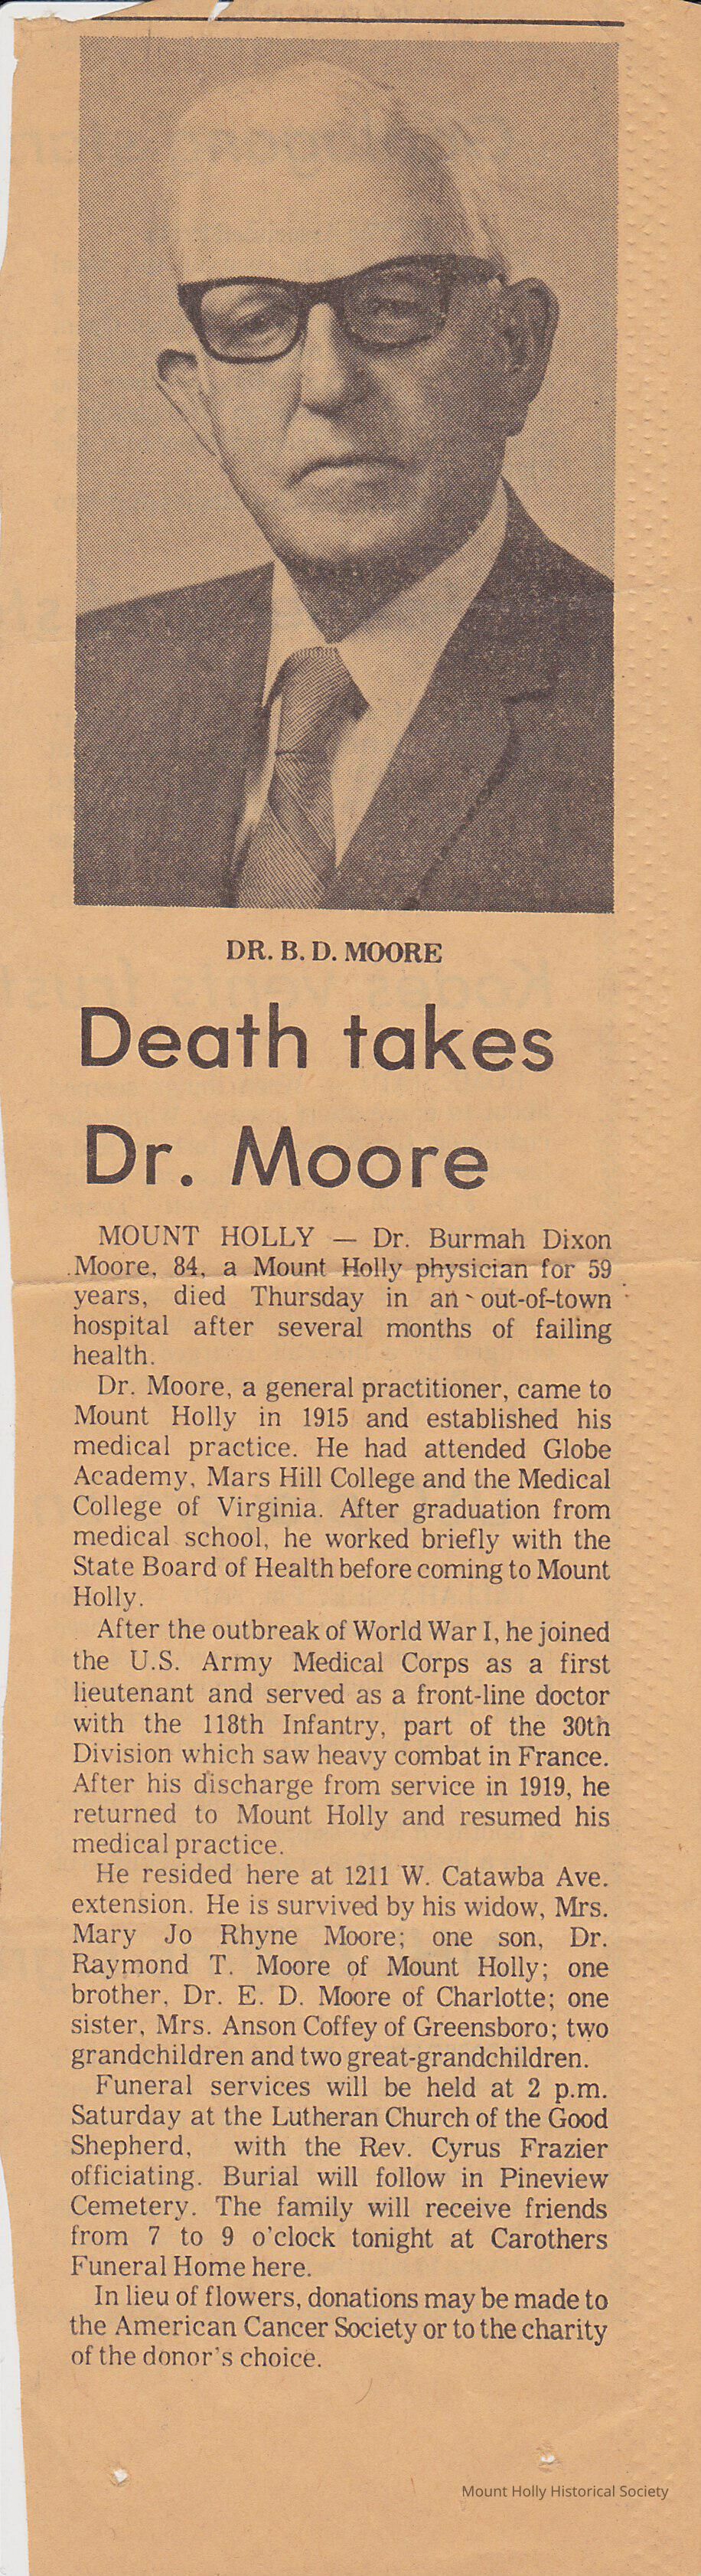 DR. B. D. MOORE
Death takes
Dr. Moore
MOUNT HOLLY — Dr. Burmah Dixon
Moore, 84, a Mount Holly physician for 59
years, died Thursday in an out-of-town
hospital after several months of failing
health.
Dr. Moore, a general practitioner, came to
Mount Holly in 1915 and established his
medical practice. He had attended Globe
Academy, Mars Hill College and the Medical
College of Virginia. After graduation from
medical school, he worked briefly with the
State Board of Health before coming to Mount
Holly.
After the outbreak of World War I, he joined
the U.S. Army Medical Corps as a first
lieutenant and served as a front-line doctor
with the 118th Infantry, part of the 30th
Division which saw heavy combat in France.
After his discharge from service in 1919, he
returned to Mount Holly and resumed his
medical practice.
He resided here at 1211 W. Catawba Ave.
extension. He is survived by his widow, Mrs.
Mary Jo Rhyne Moore; one son, Dr.
Raymond T. Moore of Mount Holly; one
brother, Dr. E. D. Moore of Charlotte; one
sister, Mrs. Anson Coffey of Greensboro; two
grandchildren and two great-grandchildren.
Funeral services will be held at 2 p.m.
Saturday at the Lutheran Church of the Good
Shepherd, with the Rev. Cyrus Frazier
officiating. Burial will follow in Pineview
Cemetery. The family will receive friends
from 7 to 9 o'clock tonight at Carothers
Funeral Home here.
In lieu of flowers, donations may be made to
the American Cancer Society or to the charity
of the donor's choice.
Mount Holly Historical Society